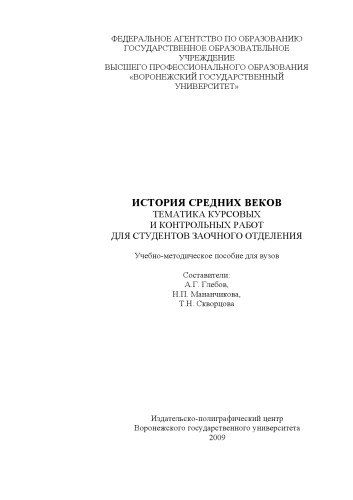 ФЕДЕРАЛЬНОЕ АГЕНТСТВО ПО ОБРАЗОВАНИЮ
ГОСУДАРСТВЕННОЕ ОБРАЗОВАТЕЛЬНОЕ
УЧРЕЖДЕНИЕ
ВЫСШЕГО ПРОФЕССИОНАЛЬНОГО ОБРАЗОВАНИЯ
«ВОРОНЕЖСКИЙ ГОСУДАРСТВЕННЫЙ
УНИВЕРСИТЕТ»
ИСТОРИЯ СРЕДНИХ ВЕКОВ
ТЕМАТИКА КУРСОВЫХ
И КОНТРОЛЬНЫХ РАБОТ
ДЛЯ СТУДЕНТОВ ЗАОЧНОГО ОТДЕЛЕНИЯ
Учебно-методическое пособие для вузов
Составители:
А.Г. Глебов,
Н.П. Мананчикова,
Т.Н. Скворцова
Издательско-полиграфический центр
Воронежского государственного университета
2009